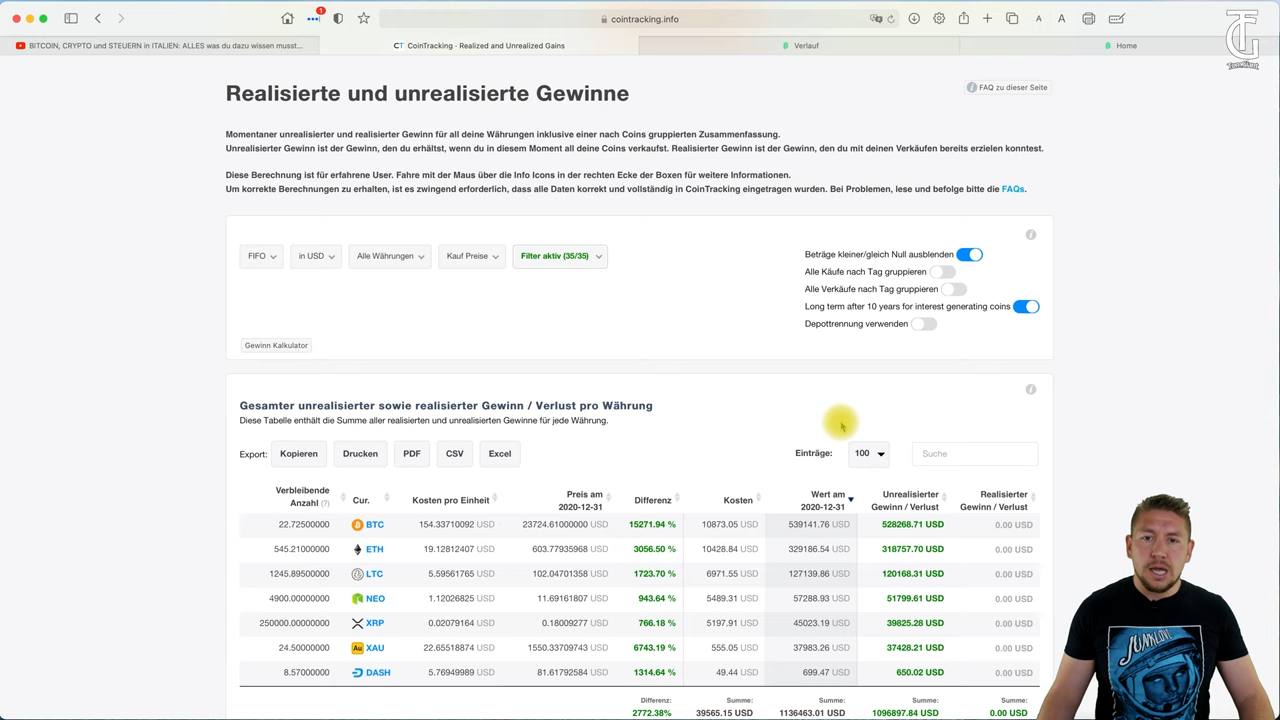 1
cointracking.info
A
A
BITCOIN, CRYPTO und STEUERN in ITALIEN: ALLES was du dazu wissen musst...
CT CoinTracking · Realized and Unrealized Gains
Verlauf
Home
TG
Realisierte und unrealisierte Gewinne
FAQ zu dieser Seite
Momentaner unrealisierter und realisierter Gewinn für all deine Währungen inklusive einer nach Coins gruppierten Zusammenfassung.
Unrealisierter Gewinn ist der Gewinn, den du erhältst, wenn du in diesem Moment all deine Coins verkaufst. Realisierter Gewinn ist der Gewinn, den du mit deinen Verkäufen bereits erzielen konntest.
Diese Berechnung ist für erfahrene User. Fahre mit der Maus über die Info Icons in der rechten Ecke der Boxen für weitere Informationen.
Um korrekte Berechnungen zu erhalten, ist es zwingend erforderlich, dass alle Daten korrekt und vollständig in CoinTracking eingetragen wurden. Bei Problemen, lese und befolge bitte die FAQs.
FIFO in USD Alle Währungen Kauf Preise Filter aktiv (35/35)
Beträge kleiner/gleich Null ausblenden
Alle Käufe nach Tag gruppieren
Alle Verkäufe nach Tag gruppieren
Long term after 10 years for interest generating coins
Depottrennung verwenden
Gewinn Kalkulator
Gesamter unrealisierter sowie realisierter Gewinn / Verlust pro Währung
Diese Tabelle enthält die Summe aller realisierten und unrealisierten Gewinne für jede Währung.
Export: Kopieren Drucken PDF CSV Excel
Einträge: 100 Suche
Verbleibende Anzahl (?) Cur. Kosten pro Einheit Preis am 2020-12-31 Differenz Kosten Wert am 2020-12-31 Unrealisierter Gewinn / Verlust Realisierter Gewinn / Verlust
22.72500000 BTC 154.33710092 USD 23724.61000000 USD 15271.94 % 10873.05 USD 539141.76 USD 528268.71 USD 0.00 USD
545.21000000 ETH 19.12812407 USD 603.77935968 USD 3056.50 % 10428.84 USD 329186.54 USD 318757.70 USD 0.00 USD
1245.89500000 LTC 5.59561765 USD 102.04701358 USD 1723.70 % 6971.55 USD 127139.86 USD 120168.31 USD 0.00 USD
4900.00000000 NEO 1.12026825 USD 11.69161807 USD 943.64 % 5489.31 USD 57288.93 USD 51799.61 USD 0.00 USD
250000.00000000 XRP 0.02079164 USD 0.18009277 USD 766.18 % 5197.91 USD 45023.19 USD 39825.28 USD 0.00 USD
24.50000000 Au XAU 22.65518874 USD 1550.33709743 USD 6743.19 % 555.05 USD 37983.26 USD 37428.21 USD 0.00 USD
8.57000000 DASH 5.76949989 USD 81.61792584 USD 1314.64 % 49.44 USD 699.47 USD 650.02 USD 0.00 USD
Differenz: Summe: Summe: Summe: Summe:
2772.38% 39565.15 USD 1136463.01 USD 1096897.84 USD 0.00 USD
JUNKLOVE